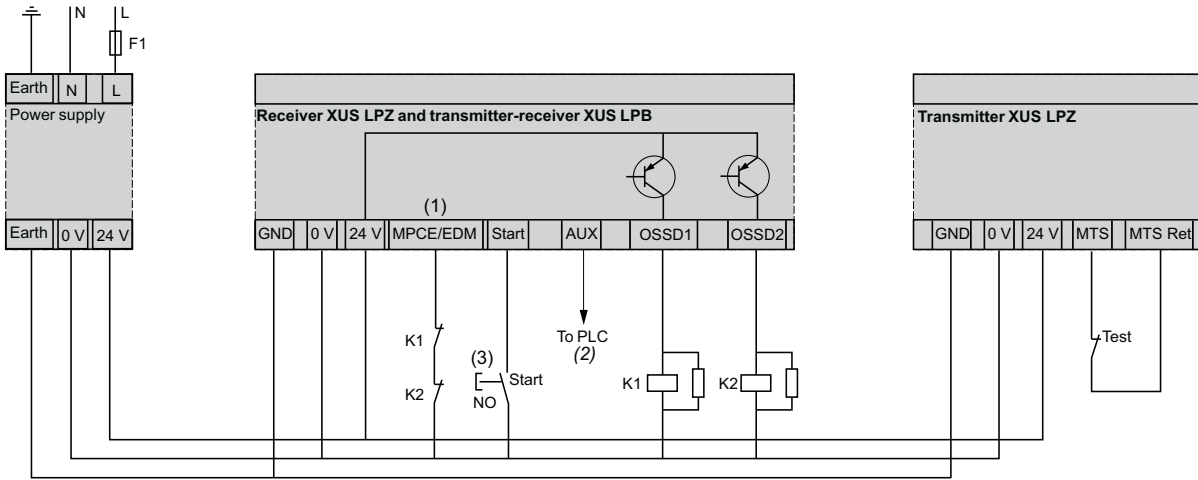 N L
F1
Earth N L
Power supply
Earth 0 V 24 V
Receiver XUS LPZ and transmitter-receiver XUS LPB
(1)
GND 0 V 24 V MPCE/EDM Start AUX OSSD1 OSSD2
K1
K2
(3)
Start
NO
To PLC
(2)
K1
K2
Transmitter XUS LPZ
GND 0 V 24 V MTS MTS Ret
Test